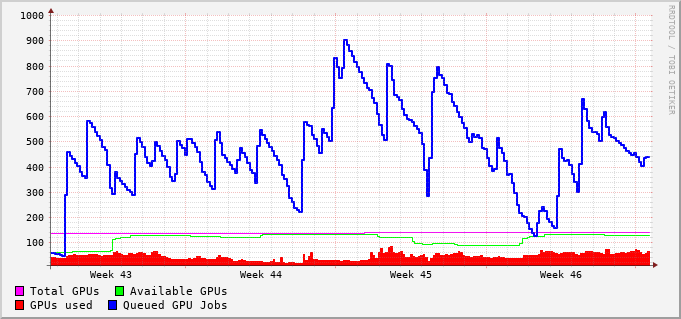 1000
900
800
700
600
500
400
300
200
100
Week 43 Week 44 Week 45 Week 46
Total GPUs Available GPUs
GPUs used Queued GPU Jobs
RRDTOOL / TOBI OETIKER